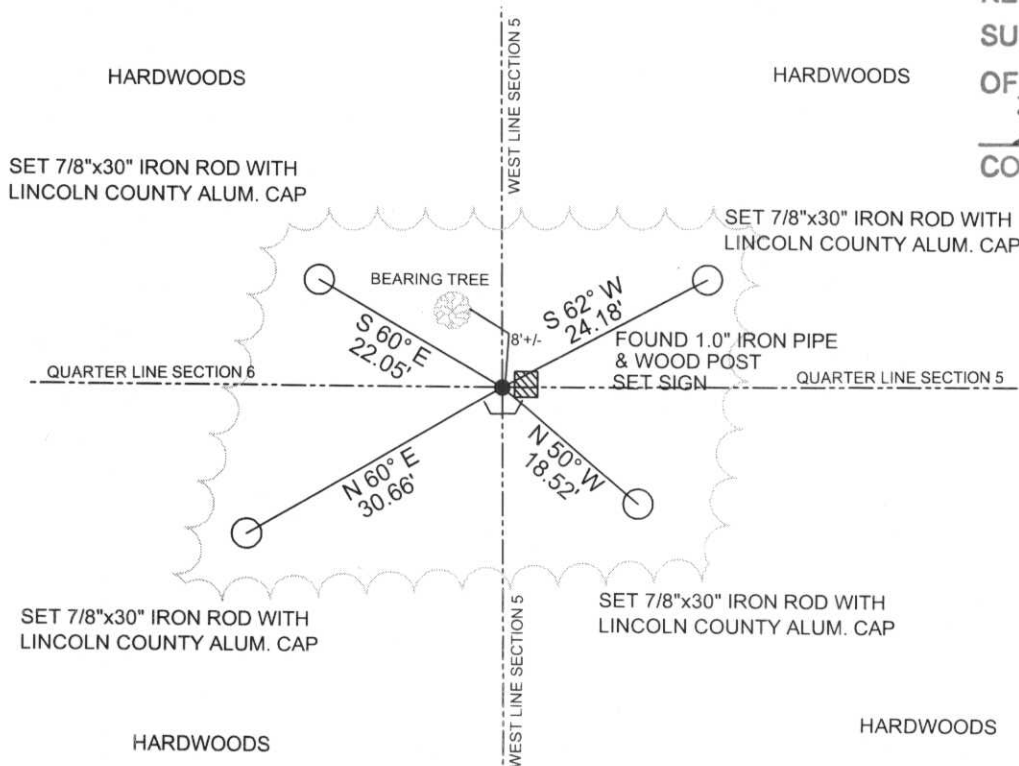 WEST LINE SECTION 5
HARDWOODS
HARDWOODS
SU
OF
CO
SET 7/8"x30" IRON ROD WITH
LINCOLN COUNTY ALUM. CAP
SET 7/8"x30" IRON ROD WITH
LINCOLN COUNTY ALUM. CAP
BEARING TREE
S 60° E
22.05'
8'+/-
S 62° W
24.18'
FOUND 1.0" IRON PIPE
& WOOD POST
SET SIGN
QUARTER LINE SECTION 6
QUARTER LINE SECTION 5
N 60° E
30.66'
N 50° W
18.52'
SET 7/8"x30" IRON ROD WITH
LINCOLN COUNTY ALUM. CAP
SET 7/8"x30" IRON ROD WITH
LINCOLN COUNTY ALUM. CAP
WEST LINE SECTION 5
HARDWOODS
HARDWOODS